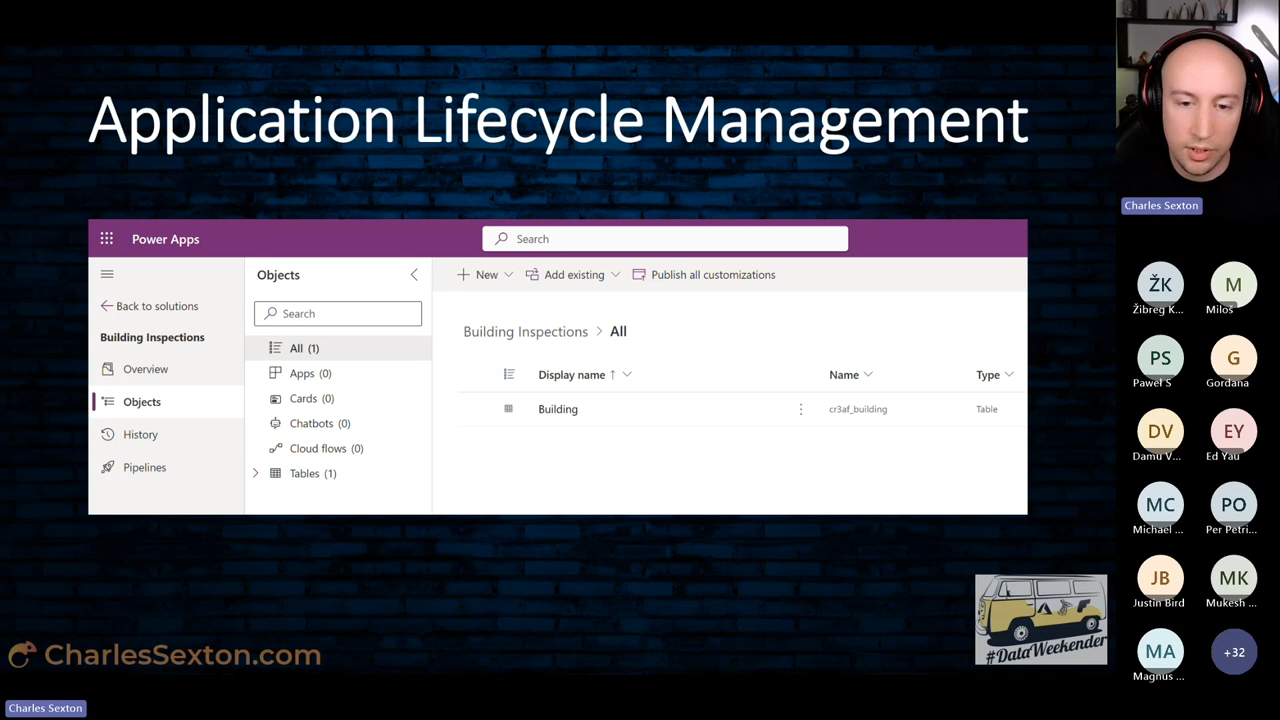 Application Lifecycle Management
Power Apps
Search
Back to solutions
Building Inspections
Overview
Objects
History
Pipelines
Objects
Search
All (1)
Apps (0)
Cards (0)
Chatbots (0)
Cloud flows (0)
Tables (1)
New
Add existing
Publish all customizations
Building Inspections > All
Display name ↑ Name Type
Building cr3af_building Table
#DataWeekender
CharlesSexton.com
Charles Sexton
Charles Sexton
ŽK M
Žibreg K... Miloš
PS G
Pawel S Gordana
DV EY
Damu V... Ed Yau
MC PO
Michael ... Per Petri...
JB MK
Justin Bird Mukesh ...
MA +32
Magnus ...